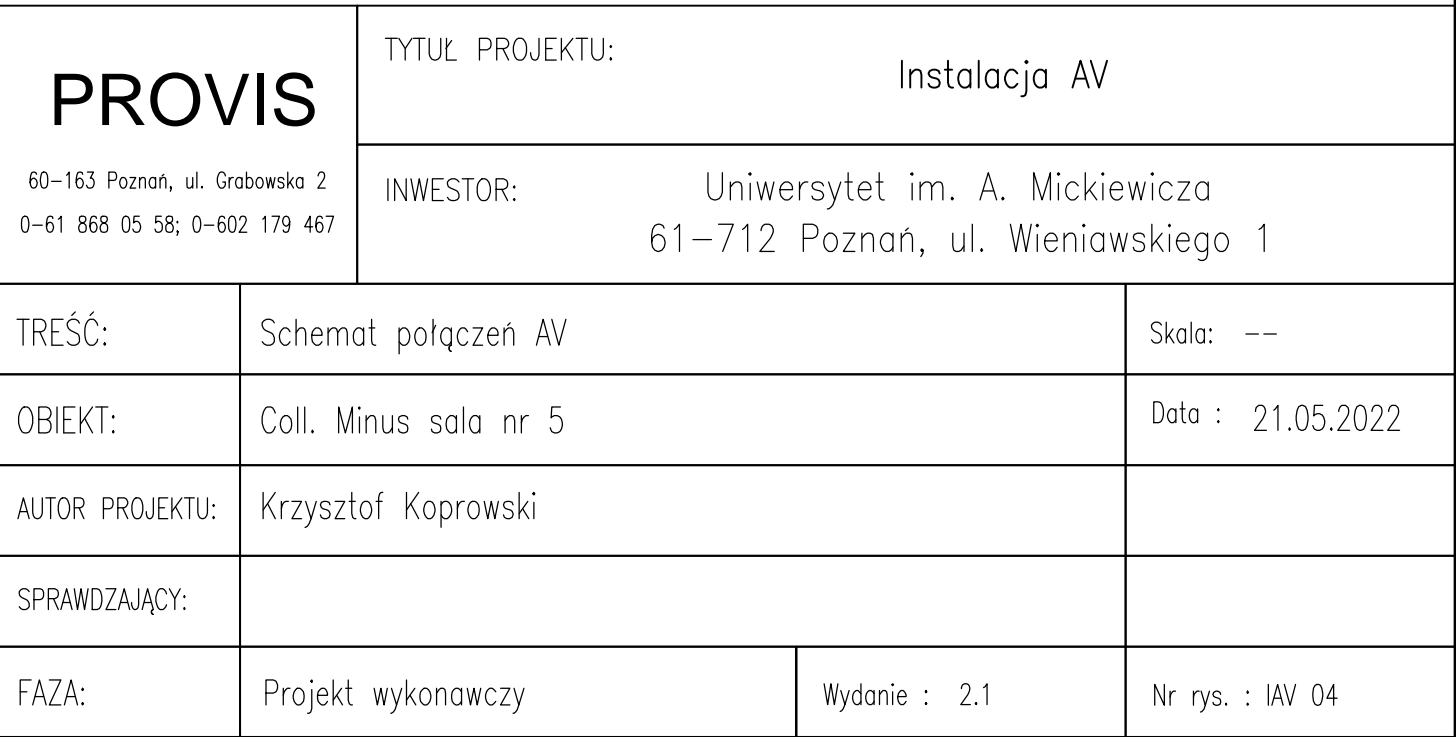 PROVIS
60-163 Poznań, ul. Grabowska 2
0-61 868 05 58; 0-602 179 467
TYTUŁ PROJEKTU: Instalacja AV
INWESTOR: Uniwersytet im. A. Mickiewicza
61-712 Poznań, ul. Wieniawskiego 1
TREŚĆ: Schemat połączeń AV Skala: --
OBIEKT: Coll. Minus sala nr 5 Data : 21.05.2022
AUTOR PROJEKTU: Krzysztof Koprowski
SPRAWDZAJĄCY:
FAZA: Projekt wykonawczy Wydanie : 2.1 Nr rys. : IAV 04